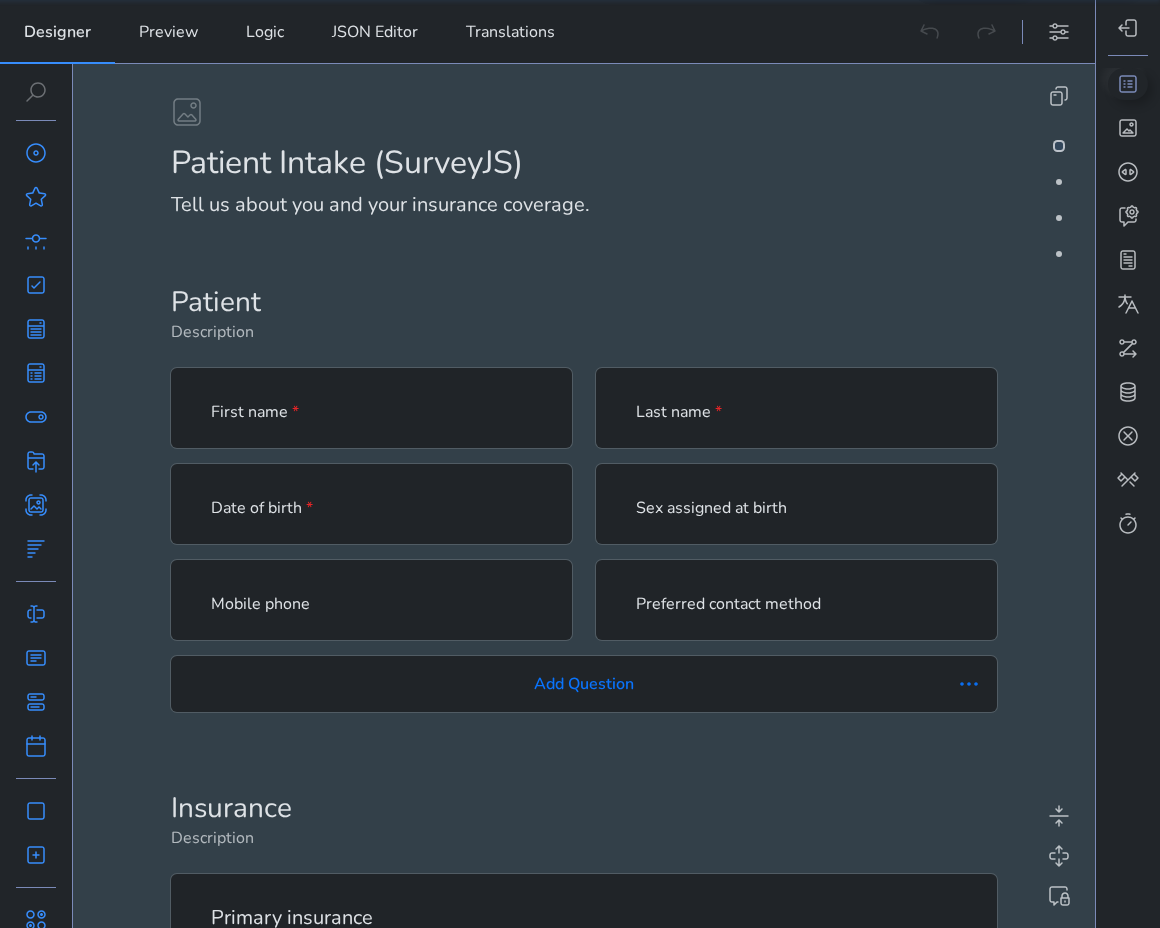 Designer Preview Logic JSON Editor Translations
Patient Intake (SurveyJS)
Tell us about you and your insurance coverage.
Patient
Description
First name * Last name *
Date of birth * Sex assigned at birth
Mobile phone Preferred contact method
Add Question
Insurance
Description
Primary insurance